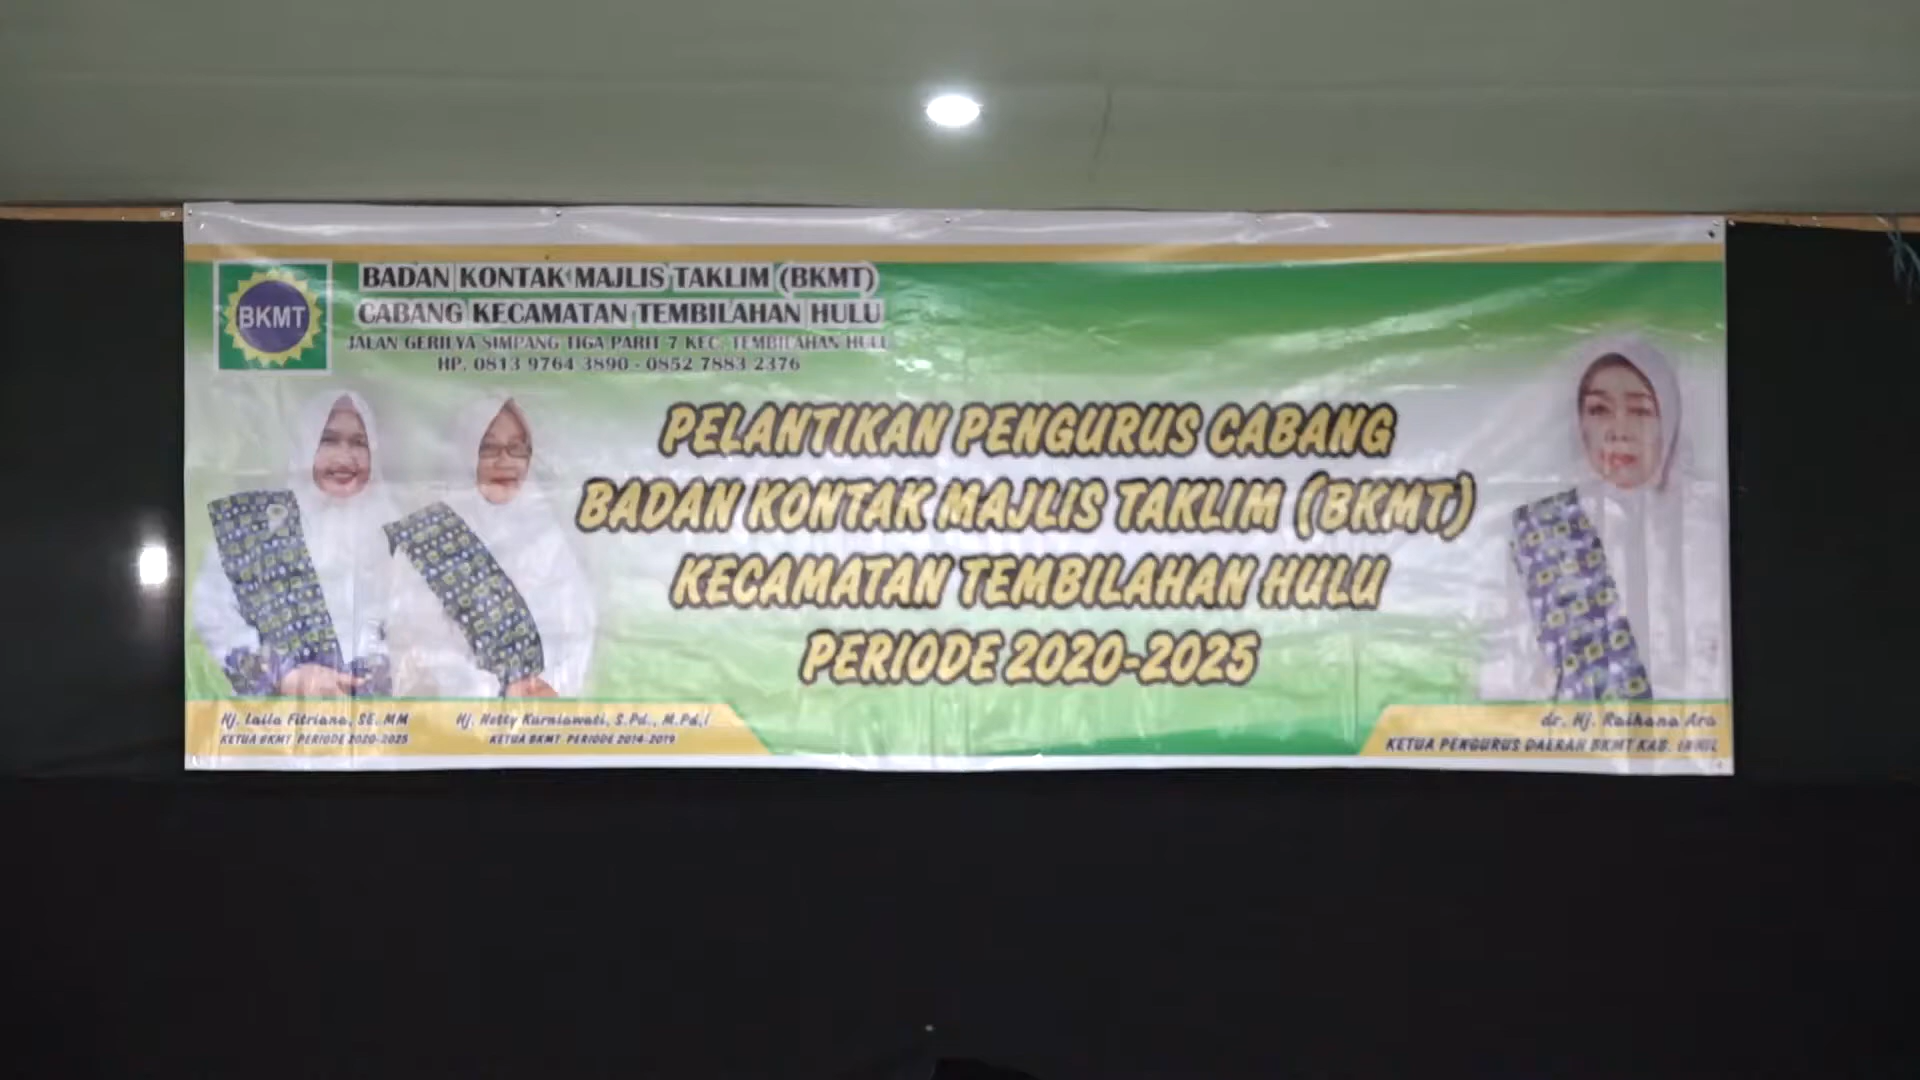 BKMT
BADAN KONTAK MAJLIS TAKLIM (BKMT)
CABANG KECAMATAN TEMBILAHAN HULU
JALAN GERILYA SIMPANG TIGA PARIT 7 KEC. TEMBILAHAN HULU
HP. 0813 9764 3890 - 0852 7883 2376
PELANTIKAN PENGURUS CABANG
BADAN KONTAK MAJLIS TAKLIM (BKMT)
KECAMATAN TEMBILAHAN HULU
PERIODE 2020-2025
Hj. Laila Fitriana, SE. MM
KETUA BKMT PERIODE 2020-2025
Hj. Hetty Kurniawati, S.Pd., M.Pd.I
KETUA BKMT PERIODE 2014-2019
dr. Hj. Raihana Ara
KETUA PENGURUS DAERAH BKMT KAB. INHIL